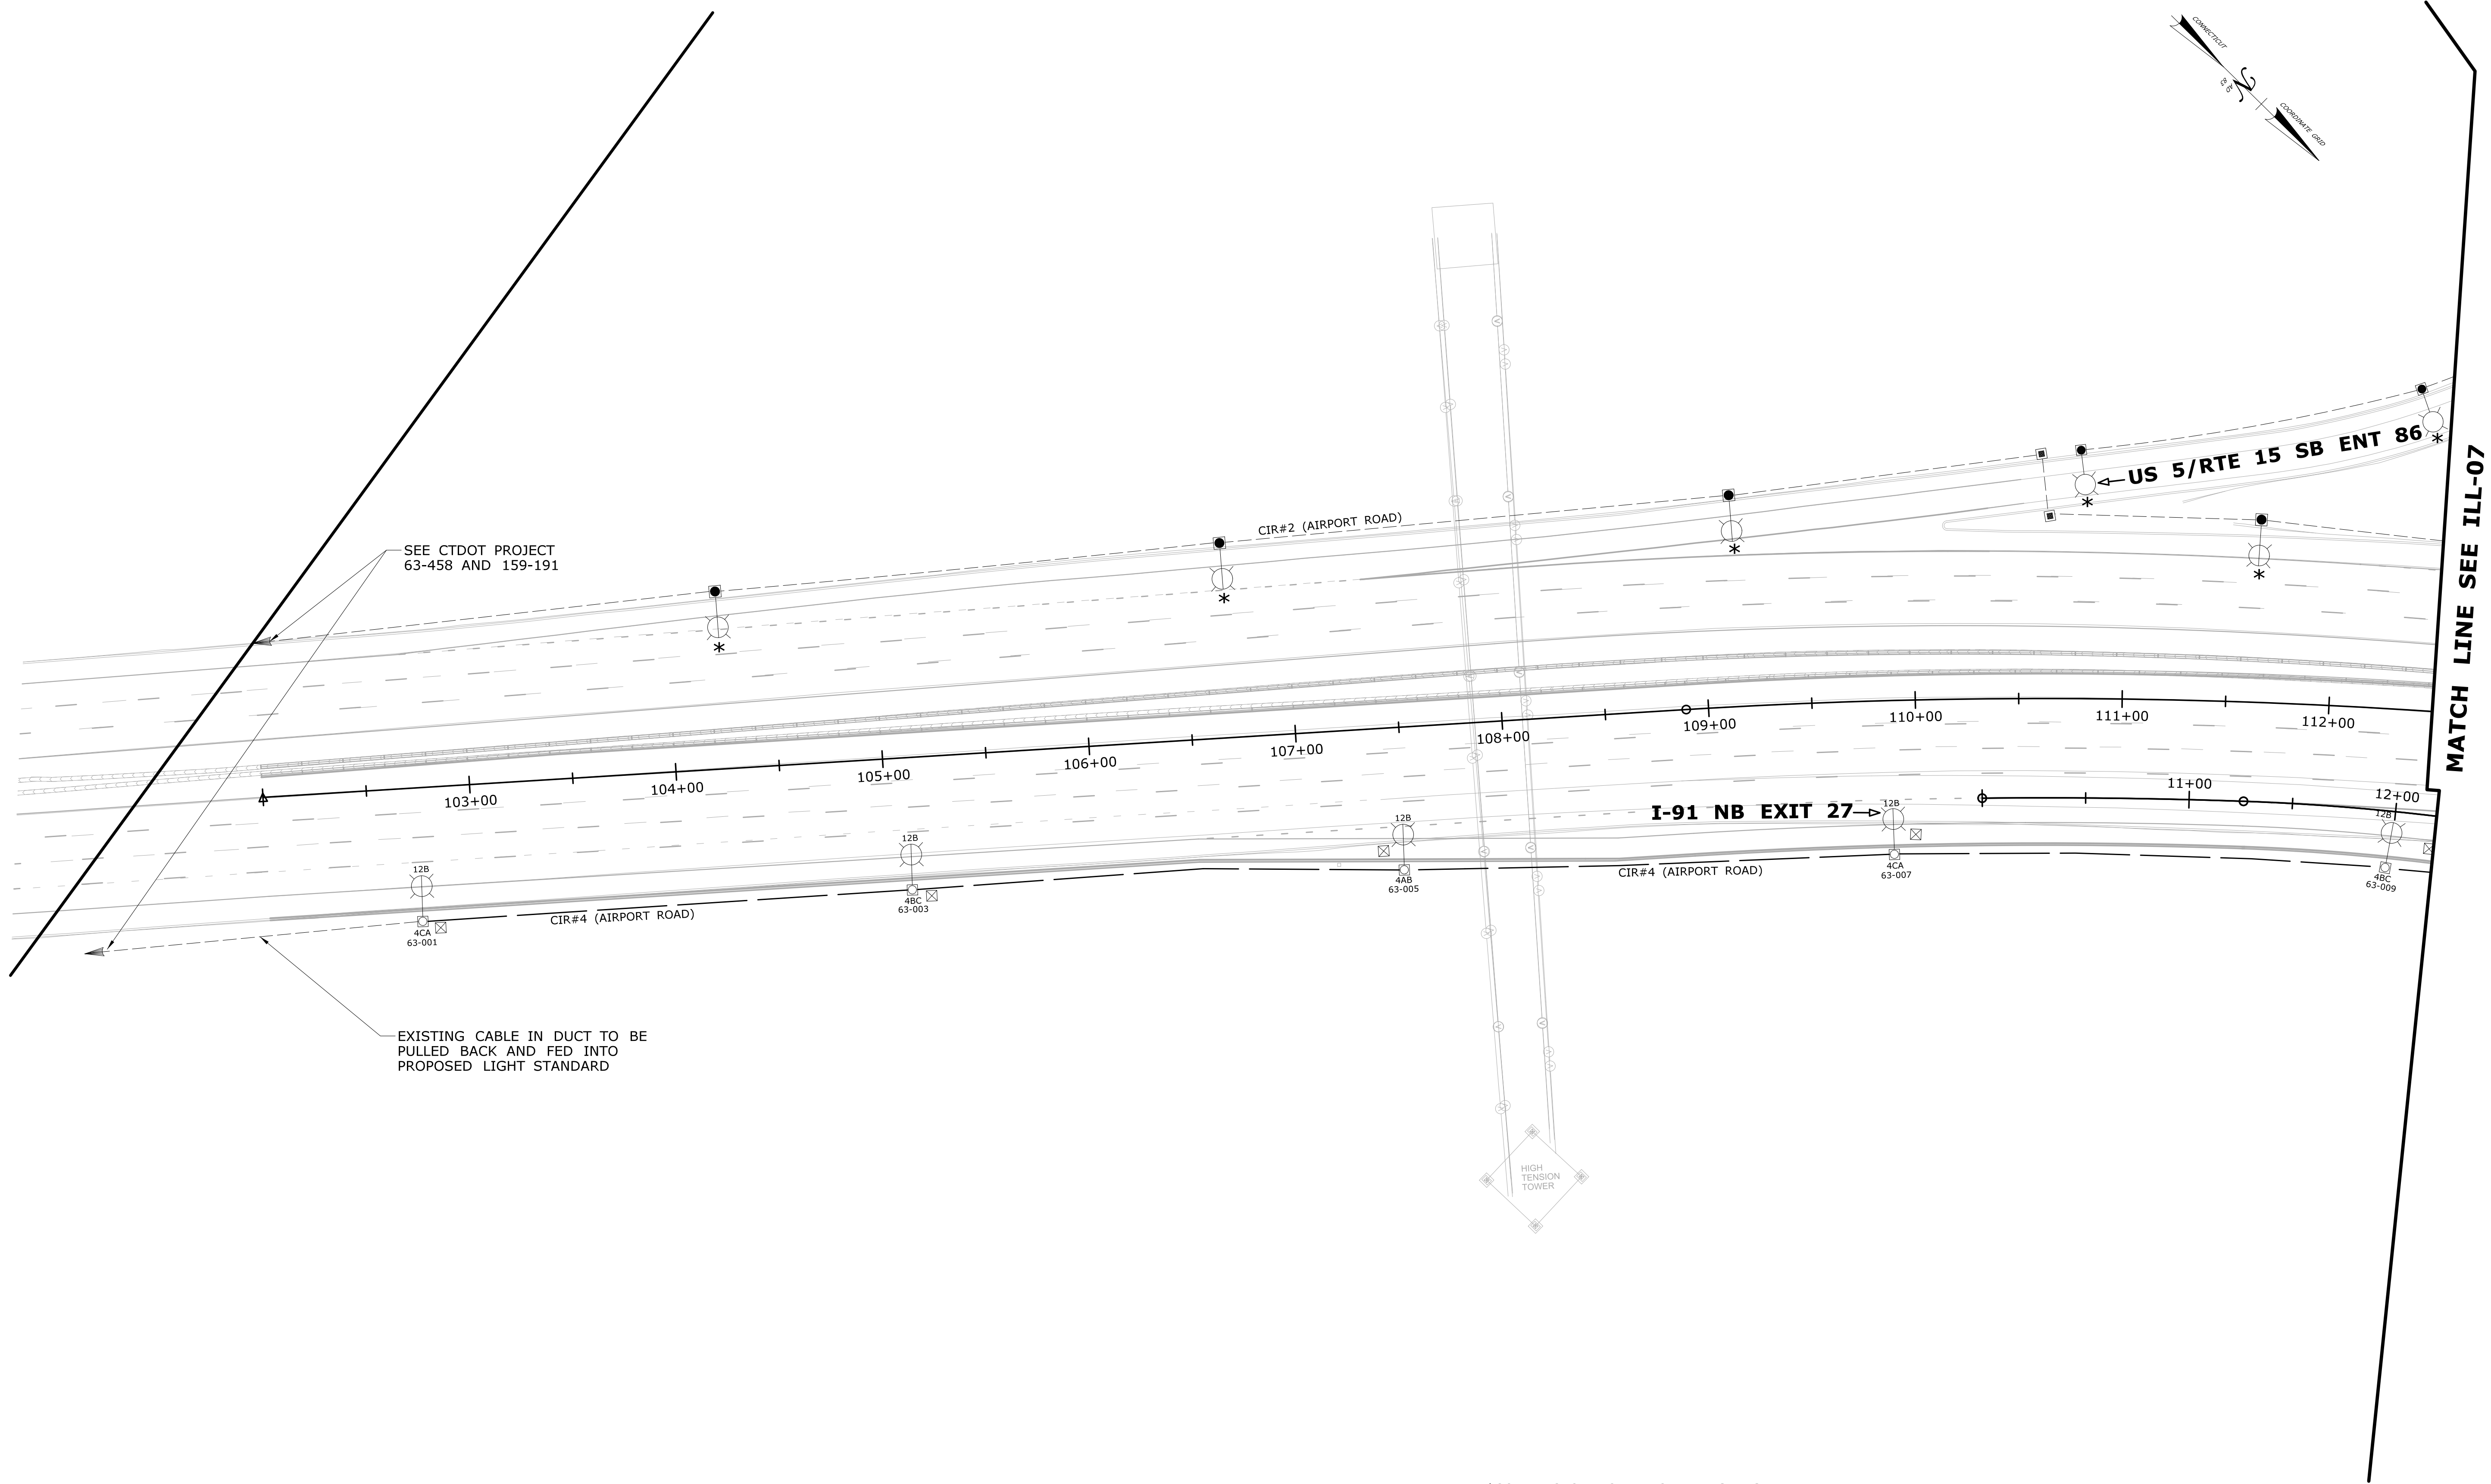 CONNECTICUT
N
AD 83
COORDINATE GRID
MATCH LINE SEE ILL-07
US 5/RTE 15 SB ENT 86
*
*
*
*
*
*
CIR#2 (AIRPORT ROAD)
SEE CTDOT PROJECT
63-458 AND 159-191
103+00
104+00
105+00
106+00
107+00
108+00
109+00
110+00
111+00
112+00
11+00
12+00
I-91 NB EXIT 27
12B
12B
12B
12B
12B
4CA
63-001
4BC
63-003
4AB
63-005
4CA
63-007
4BC
63-009
CIR#4 (AIRPORT ROAD)
CIR#4 (AIRPORT ROAD)
EXISTING CABLE IN DUCT TO BE
PULLED BACK AND FED INTO
PROPOSED LIGHT STANDARD
HIGH
TENSION
TOWER